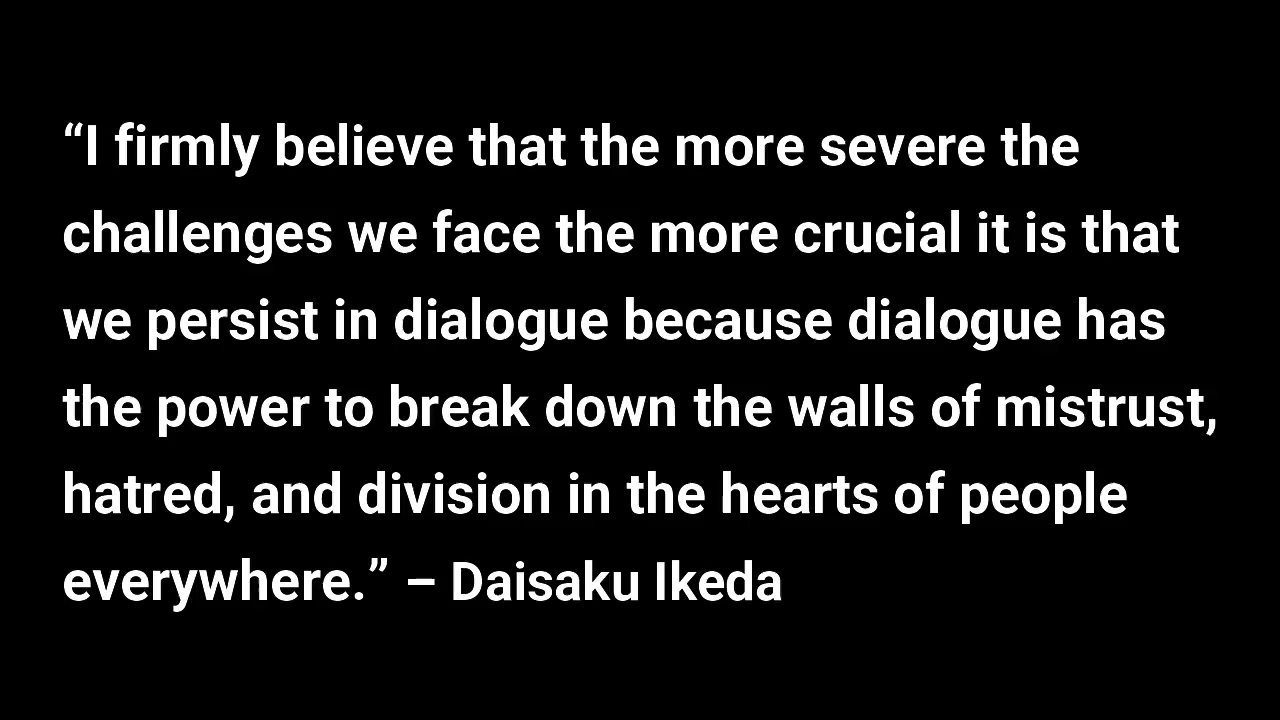 “I firmly believe that the more severe the
challenges we face the more crucial it is that
we persist in dialogue because dialogue has
the power to break down the walls of mistrust,
hatred, and division in the hearts of people
everywhere.” – Daisaku Ikeda